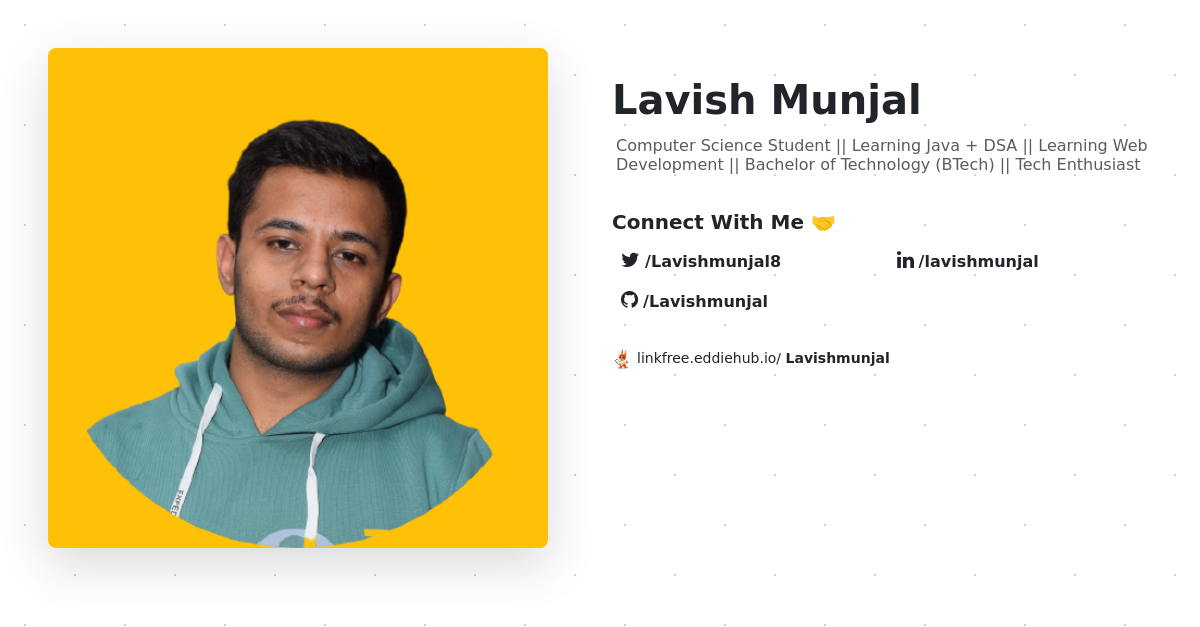 Lavish Munjal
Computer Science Student || Learning Java + DSA || Learning Web
Development || Bachelor of Technology (BTech) || Tech Enthusiast
Connect With Me 🤝
/Lavishmunjal8
/lavishmunjal
/Lavishmunjal
linkfree.eddiehub.io/ Lavishmunjal